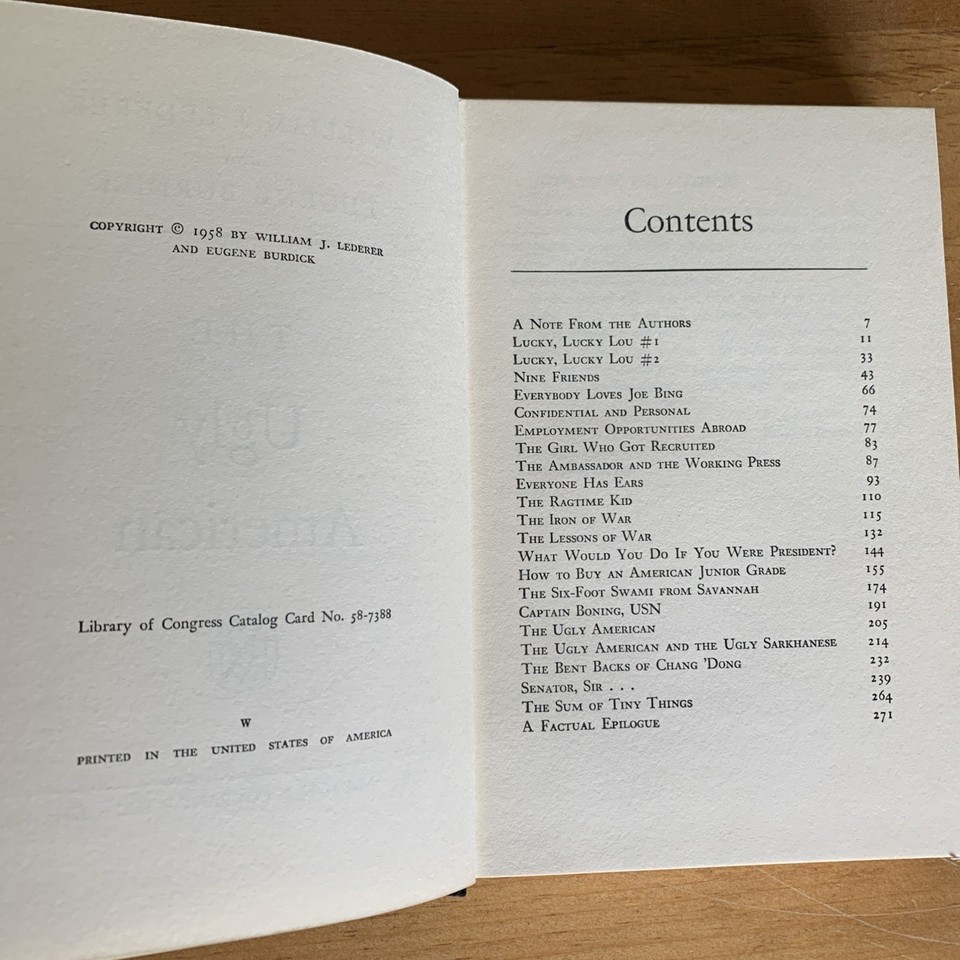 COPYRIGHT © 1958 BY WILLIAM J. LEDERER
AND EUGENE BURDICK
Library of Congress Catalog Card No. 58-7388
W
PRINTED IN THE UNITED STATES OF AMERICA
Contents
A Note From the Authors 7
Lucky, Lucky Lou #1 11
Lucky, Lucky Lou #2 33
Nine Friends 43
Everybody Loves Joe Bing 66
Confidential and Personal 74
Employment Opportunities Abroad 77
The Girl Who Got Recruited 83
The Ambassador and the Working Press 87
Everyone Has Ears 93
The Ragtime Kid 110
The Iron of War 115
The Lessons of War 132
What Would You Do If You Were President? 144
How to Buy an American Junior Grade 155
The Six-Foot Swami from Savannah 174
Captain Boning, USN 191
The Ugly American 205
The Ugly American and the Ugly Sarkhanese 214
The Bent Backs of Chang 'Dong 232
Senator, Sir . . . 239
The Sum of Tiny Things 264
A Factual Epilogue 271